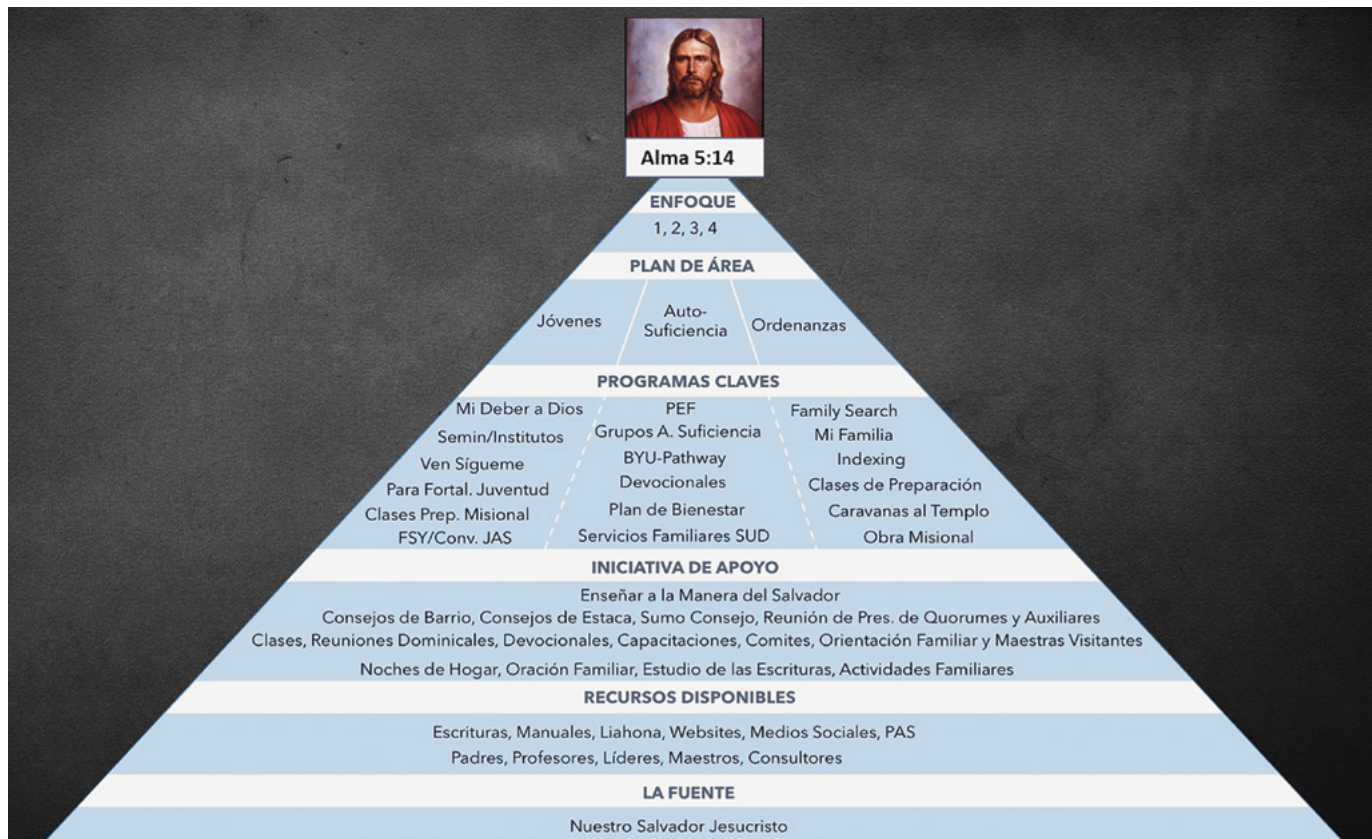 Alma 5:14
ENFOQUE
1, 2, 3, 4
PLAN DE ÁREA
Jóvenes
Auto-
Suficiencia
Ordenanzas
PROGRAMAS CLAVES
Mi Deber a Dios
Semin/Institutos
Ven Sígueme
Para Fortal. Juventud
Clases Prep. Misional
FSY/Conv. JAS
PEF
Grupos A. Suficiencia
BYU-Pathway
Devocionales
Plan de Bienestar
Servicios Familiares SUD
Family Search
Mi Familia
Indexing
Clases de Preparación
Caravanas al Templo
Obra Misional
INICIATIVA DE APOYO
Enseñar a la Manera del Salvador
Consejos de Barrio, Consejos de Estaca, Sumo Consejo, Reunión de Pres. de Quorumes y Auxiliares
Clases, Reuniones Dominicales, Devocionales, Capacitaciones, Comites, Orientación Familiar y Maestras Visitantes
Noches de Hogar, Oración Familiar, Estudio de las Escrituras, Actividades Familiares
RECURSOS DISPONIBLES
Escrituras, Manuales, Liahona, Websites, Medios Sociales, PAS
Padres, Profesores, Líderes, Maestros, Consultores
LA FUENTE
Nuestro Salvador Jesucristo